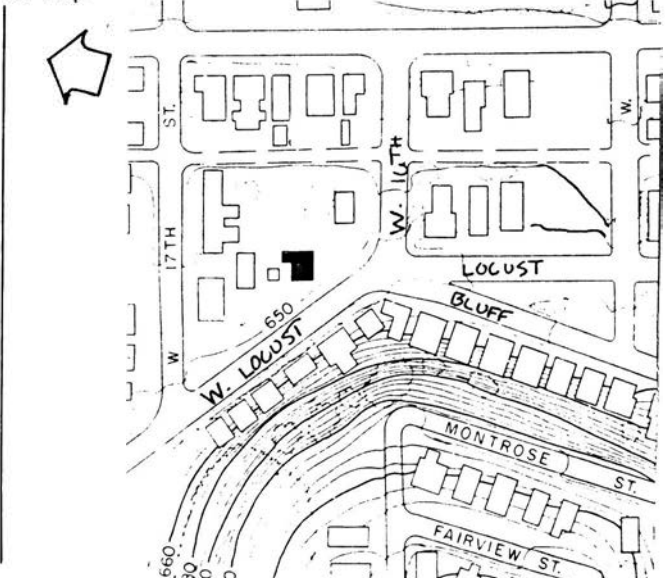 ST.
W.
W. 16TH
17TH
LOCUST
650
BLUFF
W. LOCUST
W
MONTROSE
ST.
FAIRVIEW ST.
660